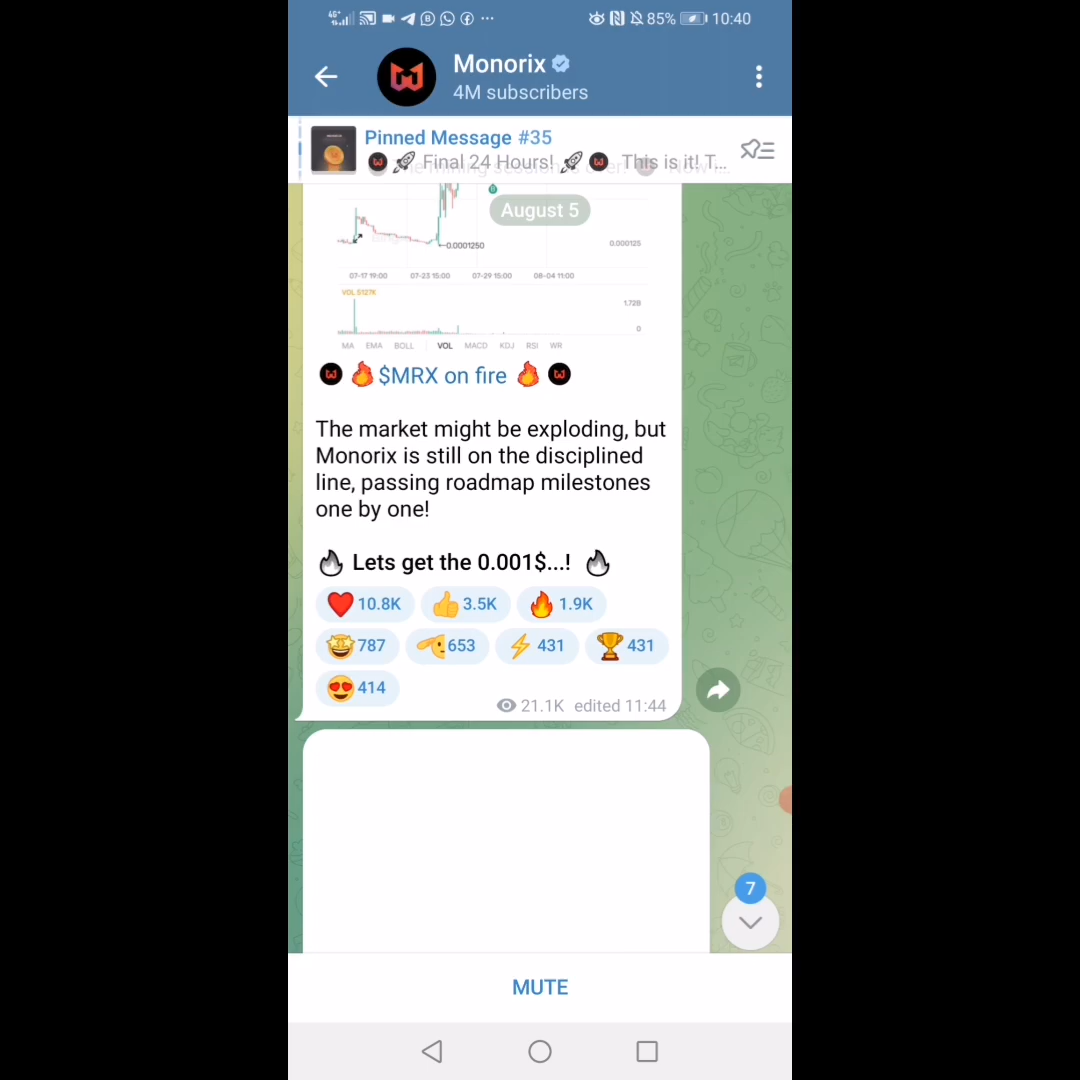 4G+
85% 10:40
Monorix
4M subscribers
Pinned Message #35
Final 24 Hours! This is it! T...
August 5
0.0001250
0.000125
07-17 19:00 07-23 15:00 07-29 15:00 08-04 11:00
VOL 5127K
1.72B
0
MA EMA BOLL VOL MACD KDJ RSI WR
$MRX on fire
The market might be exploding, but
Monorix is still on the disciplined
line, passing roadmap milestones
one by one!
Lets get the 0.001$...!
10.8K 3.5K 1.9K
787 653 431 431
414
21.1K edited 11:44
7
MUTE